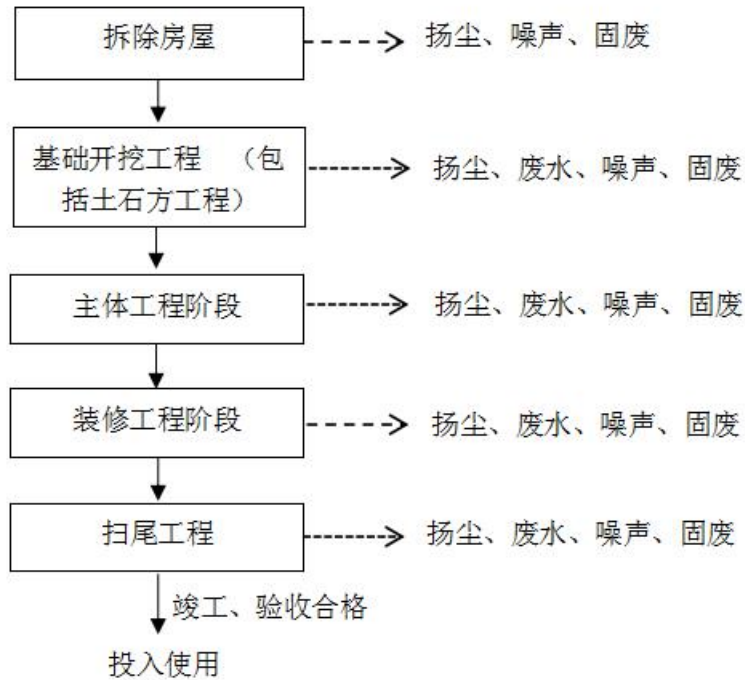 拆除房屋
扬尘、噪声、固废
基础开挖工程 （包
括土石方工程）
扬尘、废水、噪声、固废
主体工程阶段
扬尘、废水、噪声、固废
装修工程阶段
扬尘、废水、噪声、固废
扫尾工程
扬尘、废水、噪声、固废
竣工、验收合格
投入使用